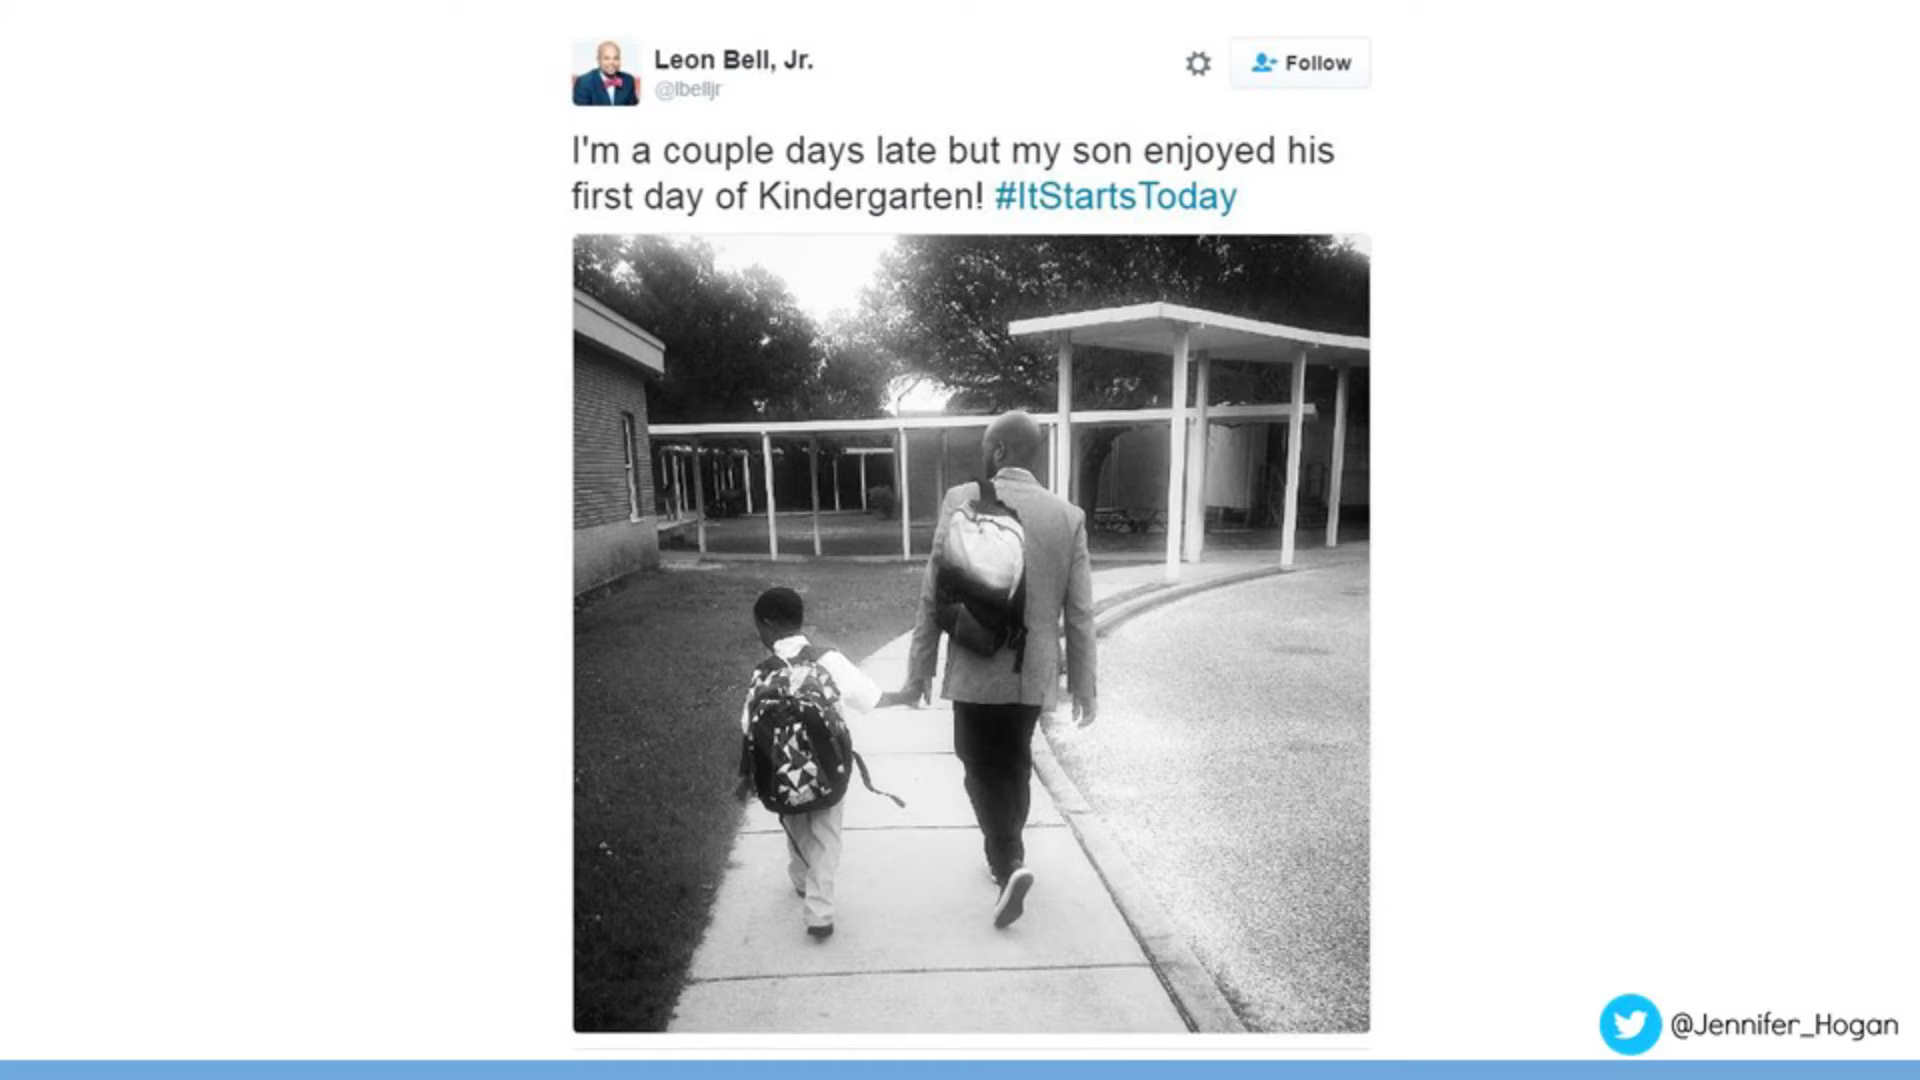 Leon Bell, Jr.
@lbelljr
Follow
I'm a couple days late but my son enjoyed his
first day of Kindergarten! #ItStartsToday
@Jennifer_Hogan